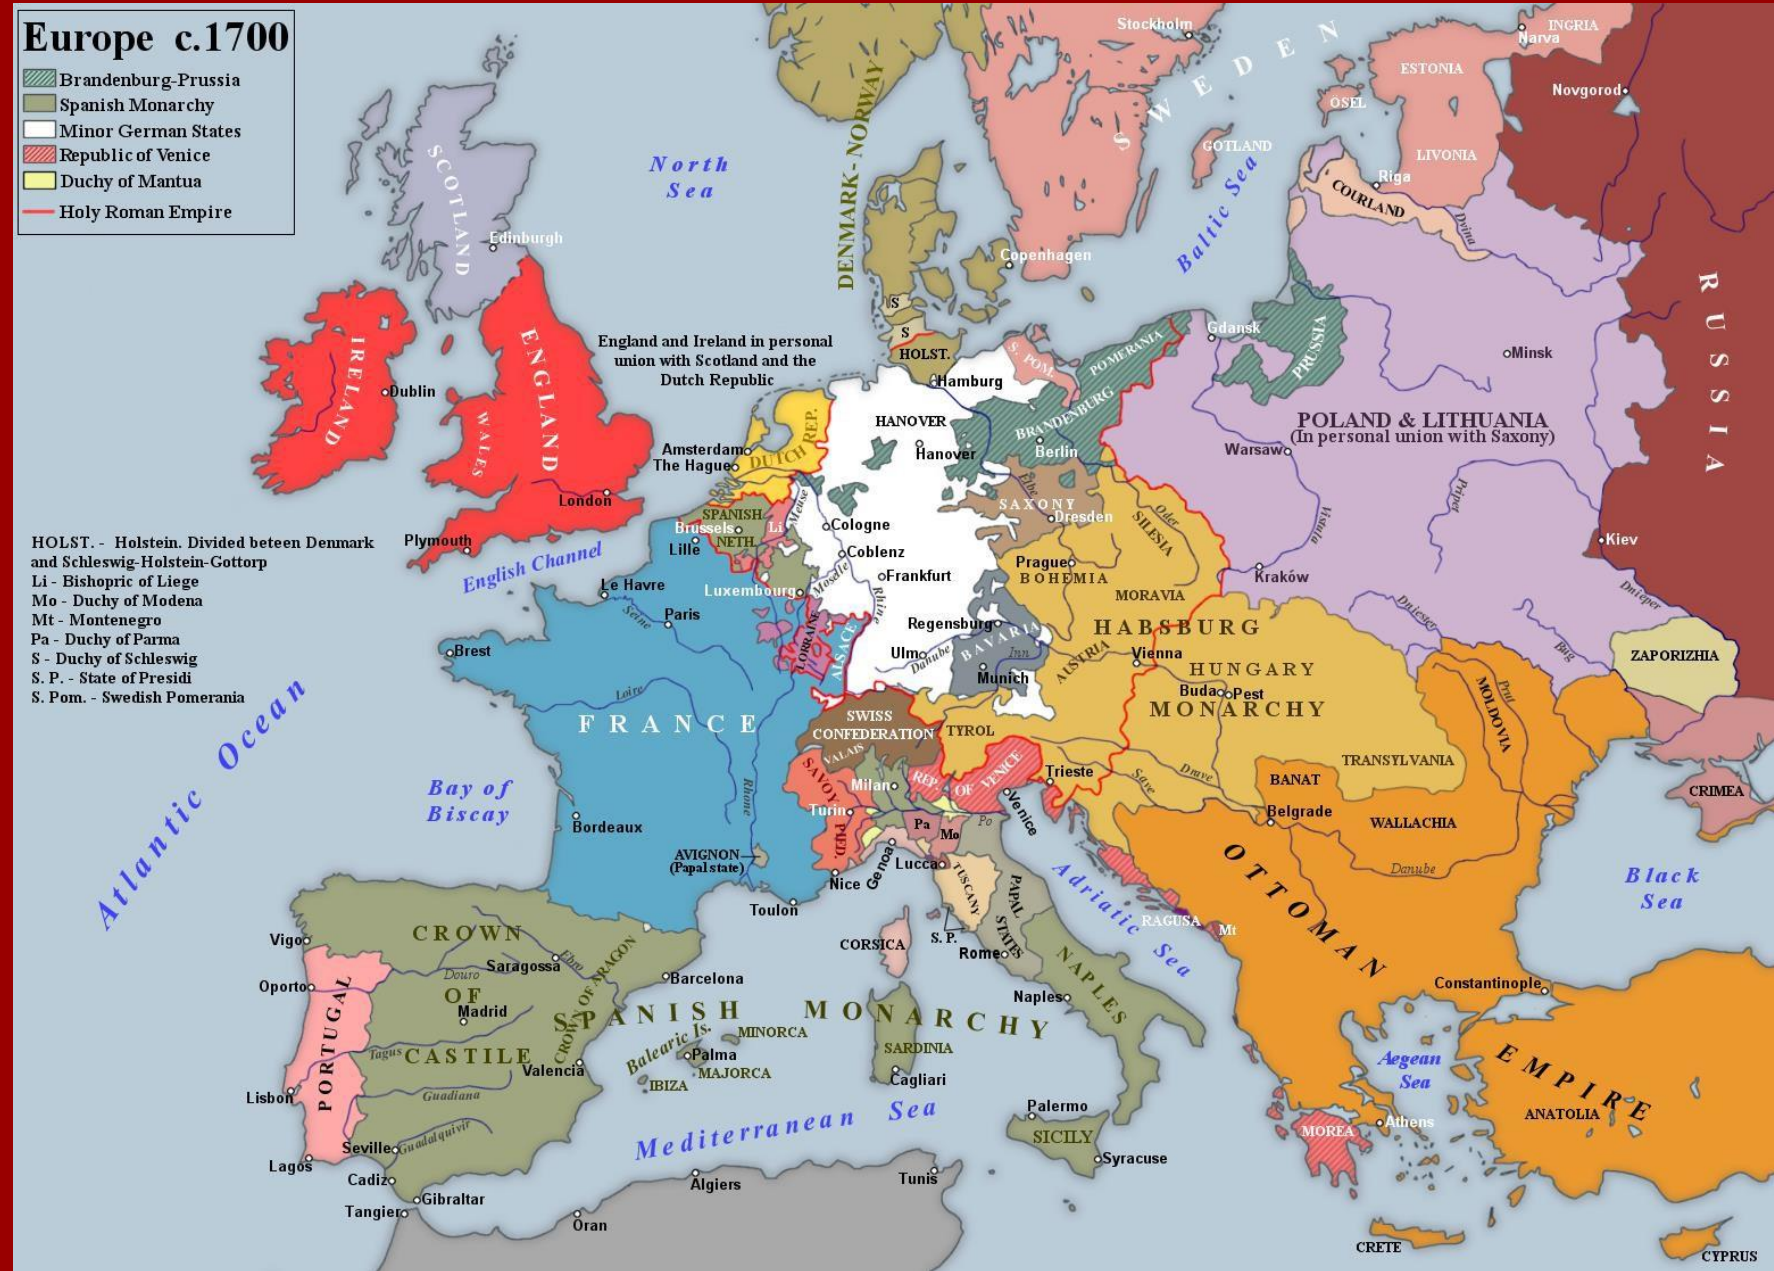 Europe c.1700
Brandenburg-Prussia
Spanish Monarchy
Minor German States
Republic of Venice
Duchy of Mantua
Holy Roman Empire
Stockholm
INGRIA
Narva
ESTONIA
ÖSEL
Novgorod
SWEDEN
GOTLAND
LIVONIA
Riga
COURLAND
Dvina
North
Sea
Baltic Sea
DENMARK - NORWAY
SCOTLAND
Edinburgh
Copenhagen
RUSSIA
S
S
HOLST.
England and Ireland in personal
union with Scotland and the
Dutch Republic
IRELAND
ENGLAND
Dublin
WALES
London
Plymouth
Hamburg
S. POM.
POMERANIA
Gdansk
PRUSSIA
Minsk
HANOVER
Hanover
BRANDENBURG
Berlin
POLAND & LITHUANIA
(In personal union with Saxony)
Warsaw
Amsterdam
The Hague
DUTCH REP.
SPANISH
NETH.
Brussels
Li
Meuse
Cologne
Lille
Coblenz
Elbe
SAXONY
Dresden
Oder
SILESIA
Vistula
Pripet
Kiev
HOLST. - Holstein. Divided beteen Denmark
and Schleswig-Holstein-Gottorp
Li - Bishopric of Liege
Mo - Duchy of Modena
Mt - Montenegro
Pa - Duchy of Parma
S - Duchy of Schleswig
S. P. - State of Presidi
S. Pom. - Swedish Pomerania
English Channel
Le Havre
Luxembourg
Moselle
Frankfurt
Prague
BOHEMIA
MORAVIA
Kraków
Dniester
Dnieper
Seine
Paris
Rhine
LORRAINE
ALSACE
Regensburg
BAVARIA
Ulm
Danube
Inn
Munich
AUSTRIA
Vienna
HABSBURG
HUNGARY
Buda
Pest
MONARCHY
Bug
ZAPORIZHIA
Prut
MOLDOVIA
Brest
Loire
FRANCE
SWISS
CONFEDERATION
VALAIS
TYROL
TRANSYLVANIA
Atlantic Ocean
Bay of
Biscay
Rhone
SAVOY
Milan
REP. OF VENICE
Trieste
Save
Drave
BANAT
CRIMEA
Turin
PIED.
Venice
Belgrade
WALLACHIA
Bordeaux
Po
Pa
Mo
AVIGNON
(Papal state)
Genoa
Lucca
Nice
TUSCANY
PAPAL
STATES
Danube
Adriatic Sea
OTTOMAN
Black
Sea
Toulon
Vigo
CROWN
OF
CASTILE
Saragossa
Ebro
CROWN OF ARAGON
CORSICA
S. P.
Rome
RAGUSA
Mt
Oporto
Douro
Barcelona
NAPLES
Naples
Constantinople
PORTUGAL
Madrid
SPANISH MONARCHY
Balearic Is.
MINORCA
Palma
MAJORCA
IBIZA
SARDINIA
Cagliari
Tagus
Valencia
Aegean
Sea
EMPIRE
Lisbon
Guadiana
Mediterranean Sea
Palermo
ANATOLIA
Athens
MOREA
SICILY
Seville
Guadalquivir
Syracuse
Lagos
Cadiz
Gibraltar
Tangier
Algiers
Tunis
Oran
CRETE
CYPRUS